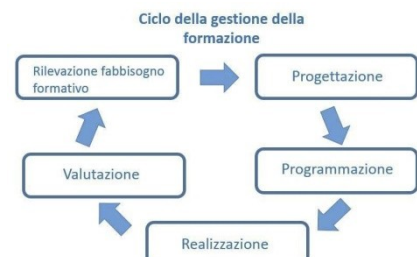 Ciclo della gestione della
formazione
Rilevazione fabbisogno
formativo
Progettazione
Programmazione
Realizzazione
Valutazione